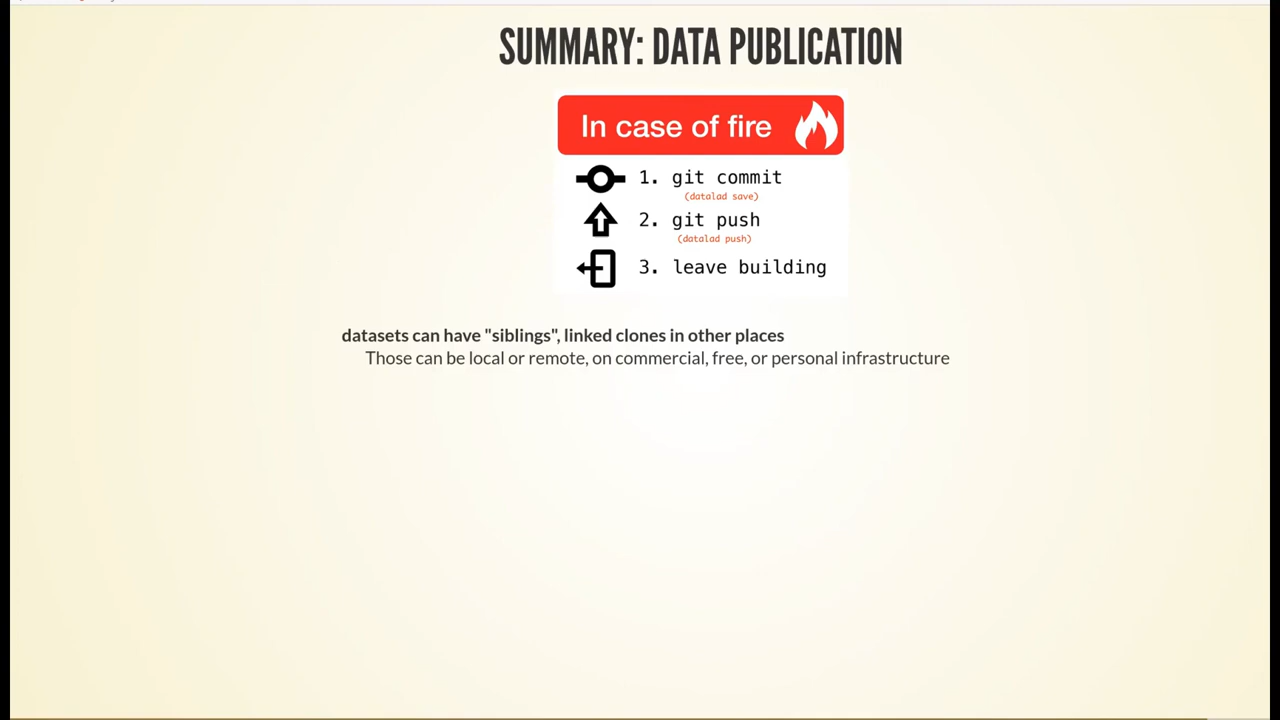 SUMMARY: DATA PUBLICATION
In case of fire
1. git commit
(datalad save)
2. git push
(datalad push)
3. leave building
datasets can have "siblings", linked clones in other places
Those can be local or remote, on commercial, free, or personal infrastructure